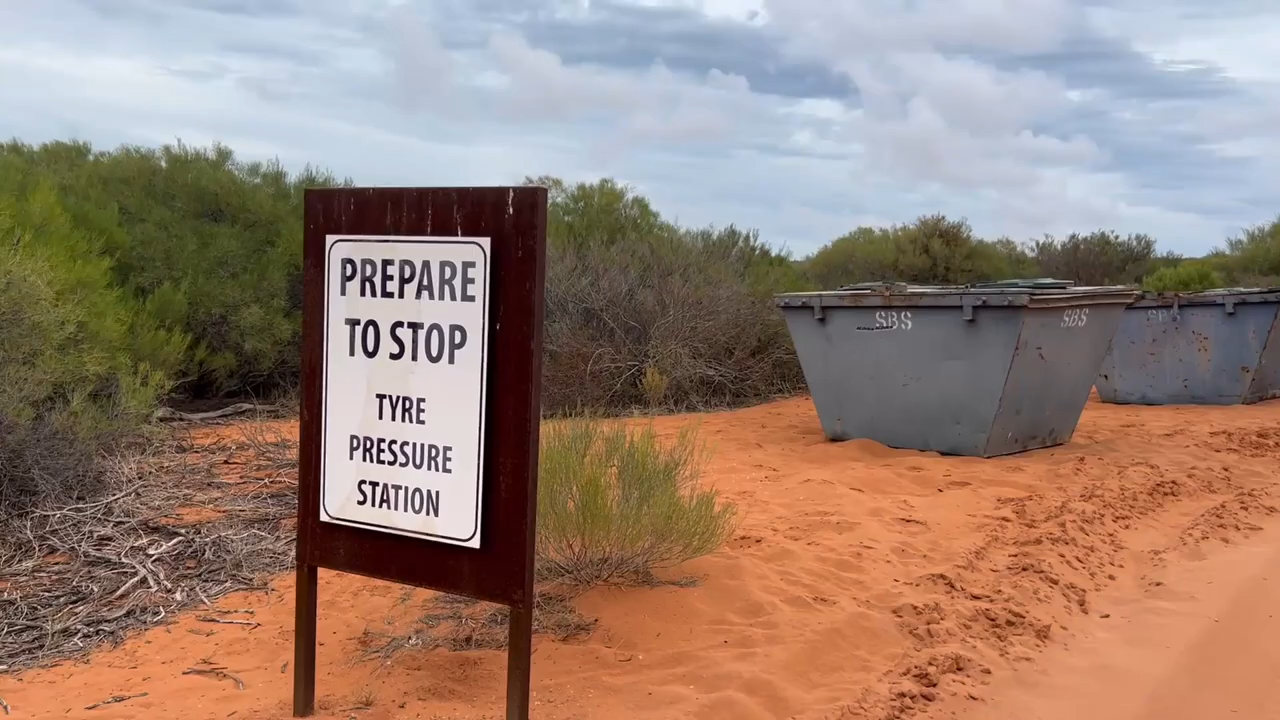 PREPARE
TO STOP
TYRE
PRESSURE
STATION
SBS
SBS
SBS